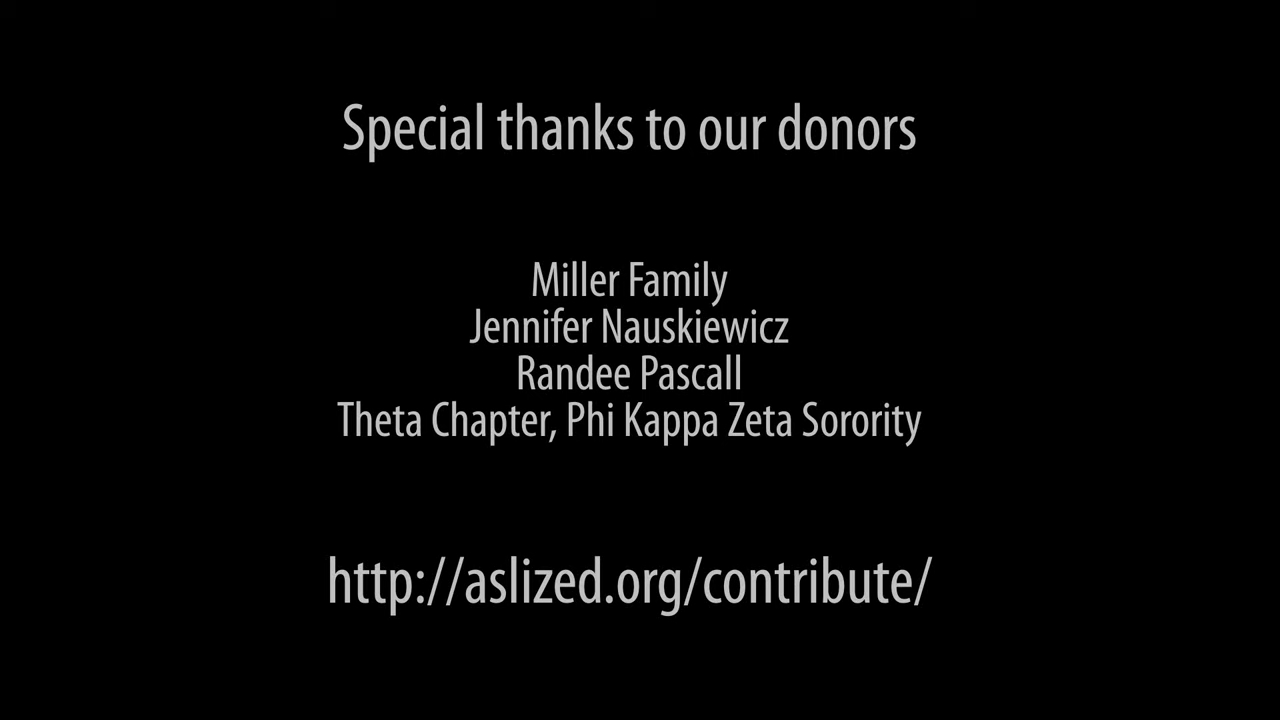 Special thanks to our donors
Miller Family
Jennifer Nauskiewicz
Randee Pascall
Theta Chapter, Phi Kappa Zeta Sorority
http://aslized.org/contribute/